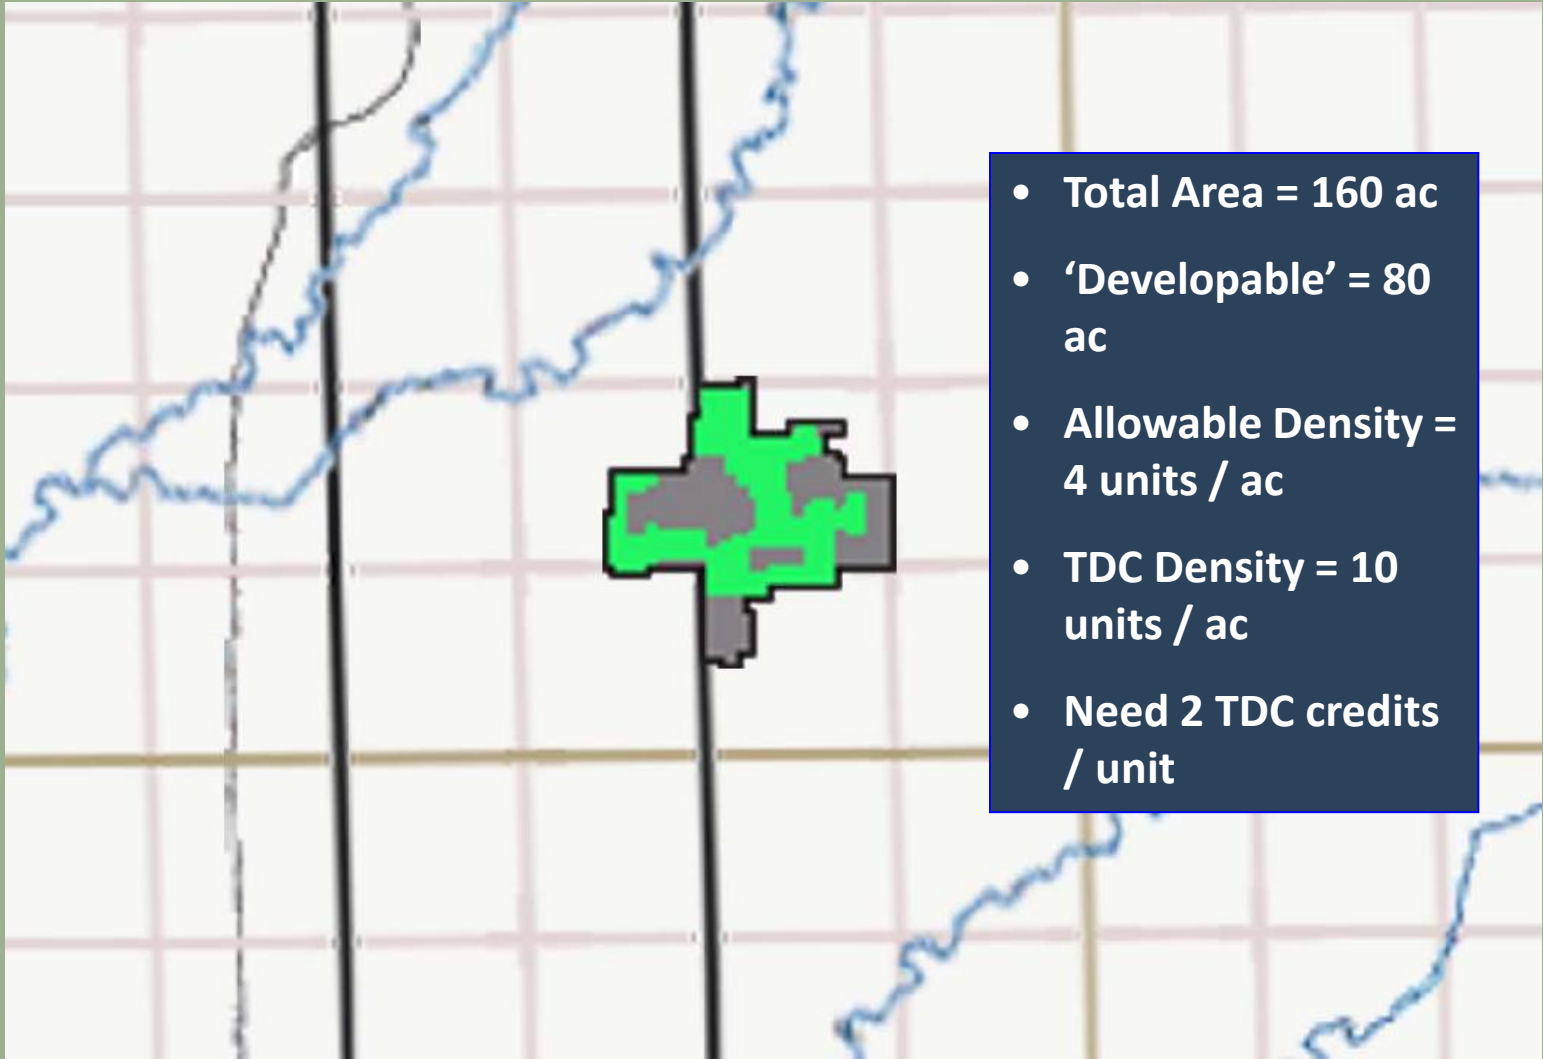 • Total Area = 160 ac
• ‘Developable’ = 80
ac
• Allowable Density =
4 units / ac
• TDC Density = 10
units / ac
• Need 2 TDC credits
/ unit